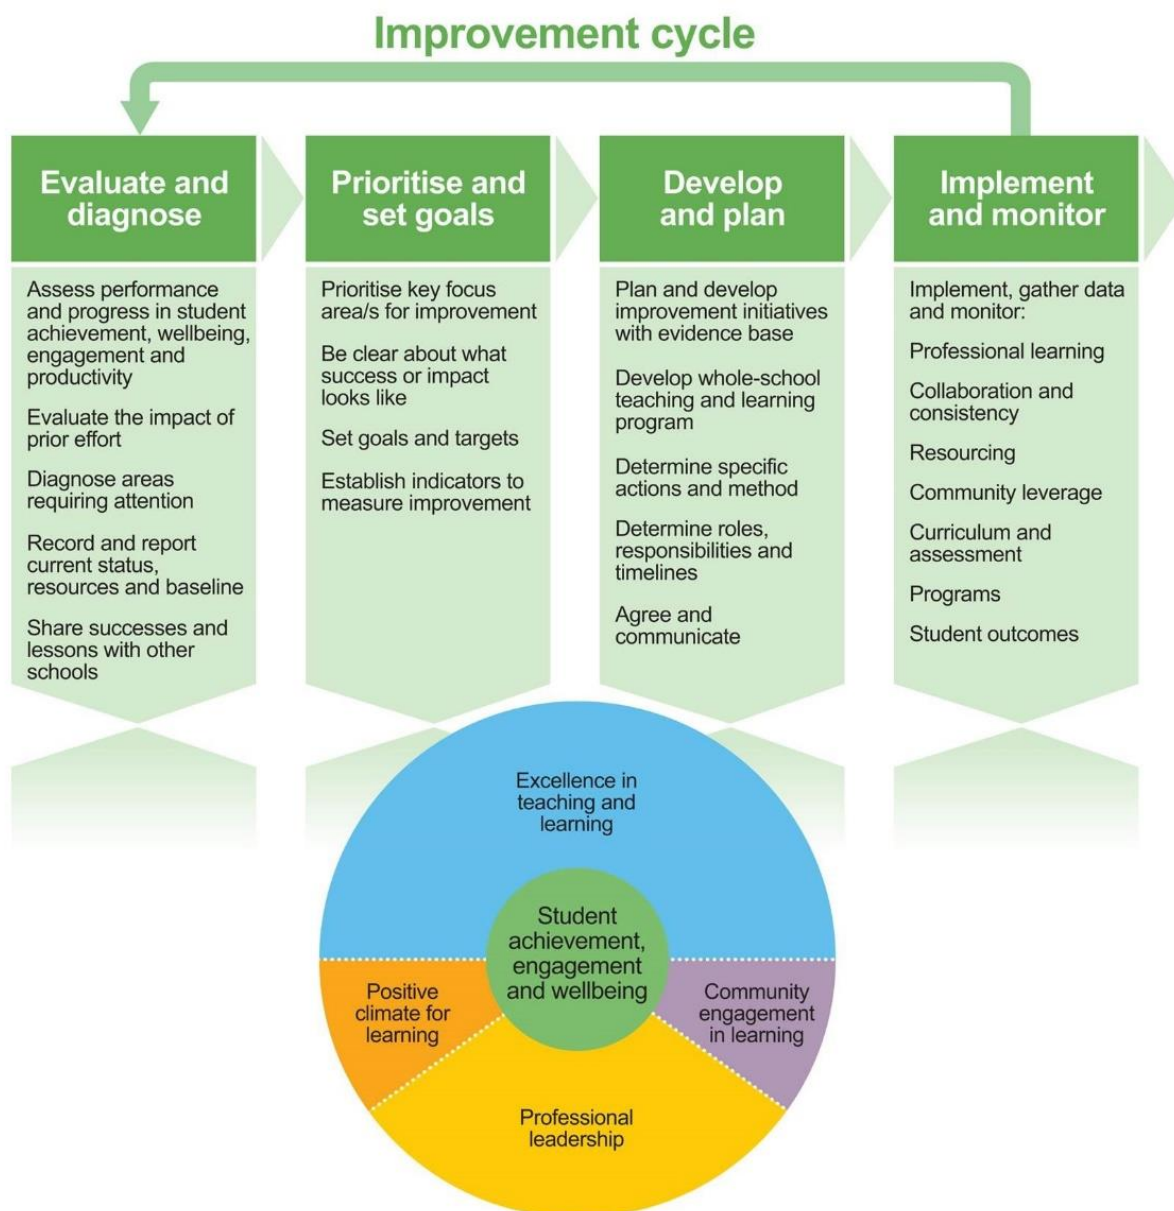 Improvement cycle
Evaluate and
diagnose
Assess performance
and progress in student
achievement, wellbeing,
engagement and
productivity
Evaluate the impact of
prior effort
Diagnose areas
requiring attention
Record and report
current status,
resources and baseline
Share successes and
lessons with other
schools
Prioritise and
set goals
Prioritise key focus
area/s for improvement
Be clear about what
success or impact
looks like
Set goals and targets
Establish indicators to
measure improvement
Develop
and plan
Plan and develop
improvement initiatives
with evidence base
Develop whole-school
teaching and learning
program
Determine specific
actions and method
Determine roles,
responsibilities and
timelines
Agree and
communicate
Implement
and monitor
Implement, gather data
and monitor:
Professional learning
Collaboration and
consistency
Resourcing
Community leverage
Curriculum and
assessment
Programs
Student outcomes
Excellence in
teaching and
learning
Student
achievement,
engagement
and wellbeing
Positive
climate for
learning
Community
engagement
in learning
Professional
leadership